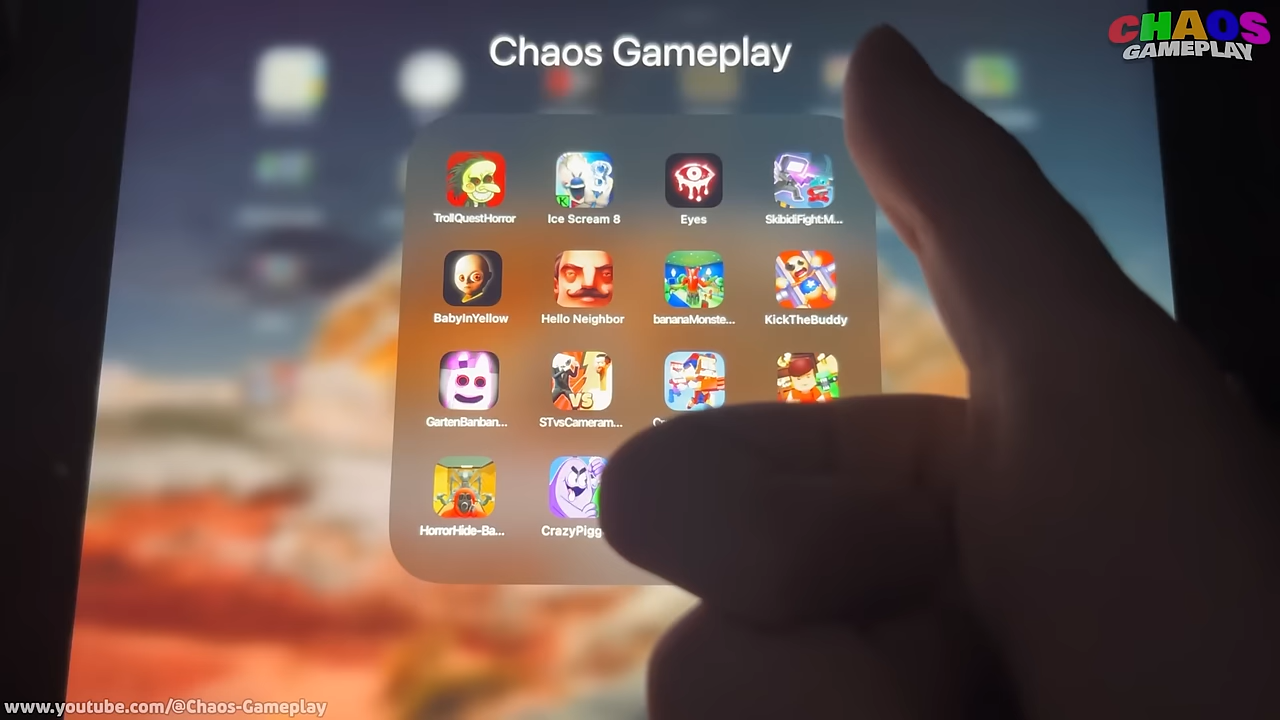 Chaos Gameplay
CHAOS
GAMEPLAY
TrollQuestHorror
Ice Scream 8
Eyes
SkibidiFight:M...
BabyInYellow
Hello Neighbor
bananaMonste...
KickTheBuddy
GartenBanban...
STvsCameram...
VS
HorrorHide-Ba...
CrazyPigg
www.youtube.com/@Chaos-Gameplay